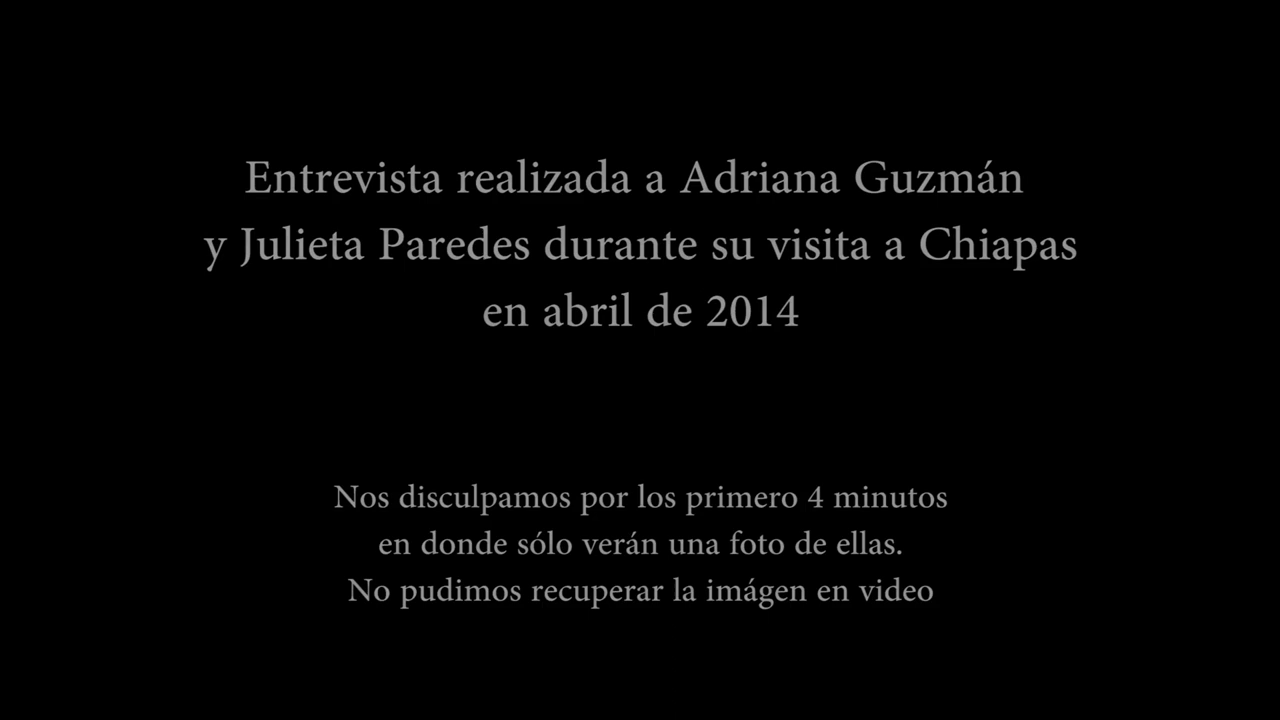 Entrevista realizada a Adriana Guzmán
y Julieta Paredes durante su visita a Chiapas
en abril de 2014
Nos disculpamos por los primero 4 minutos
en donde sólo verán una foto de ellas.
No pudimos recuperar la imágen en video